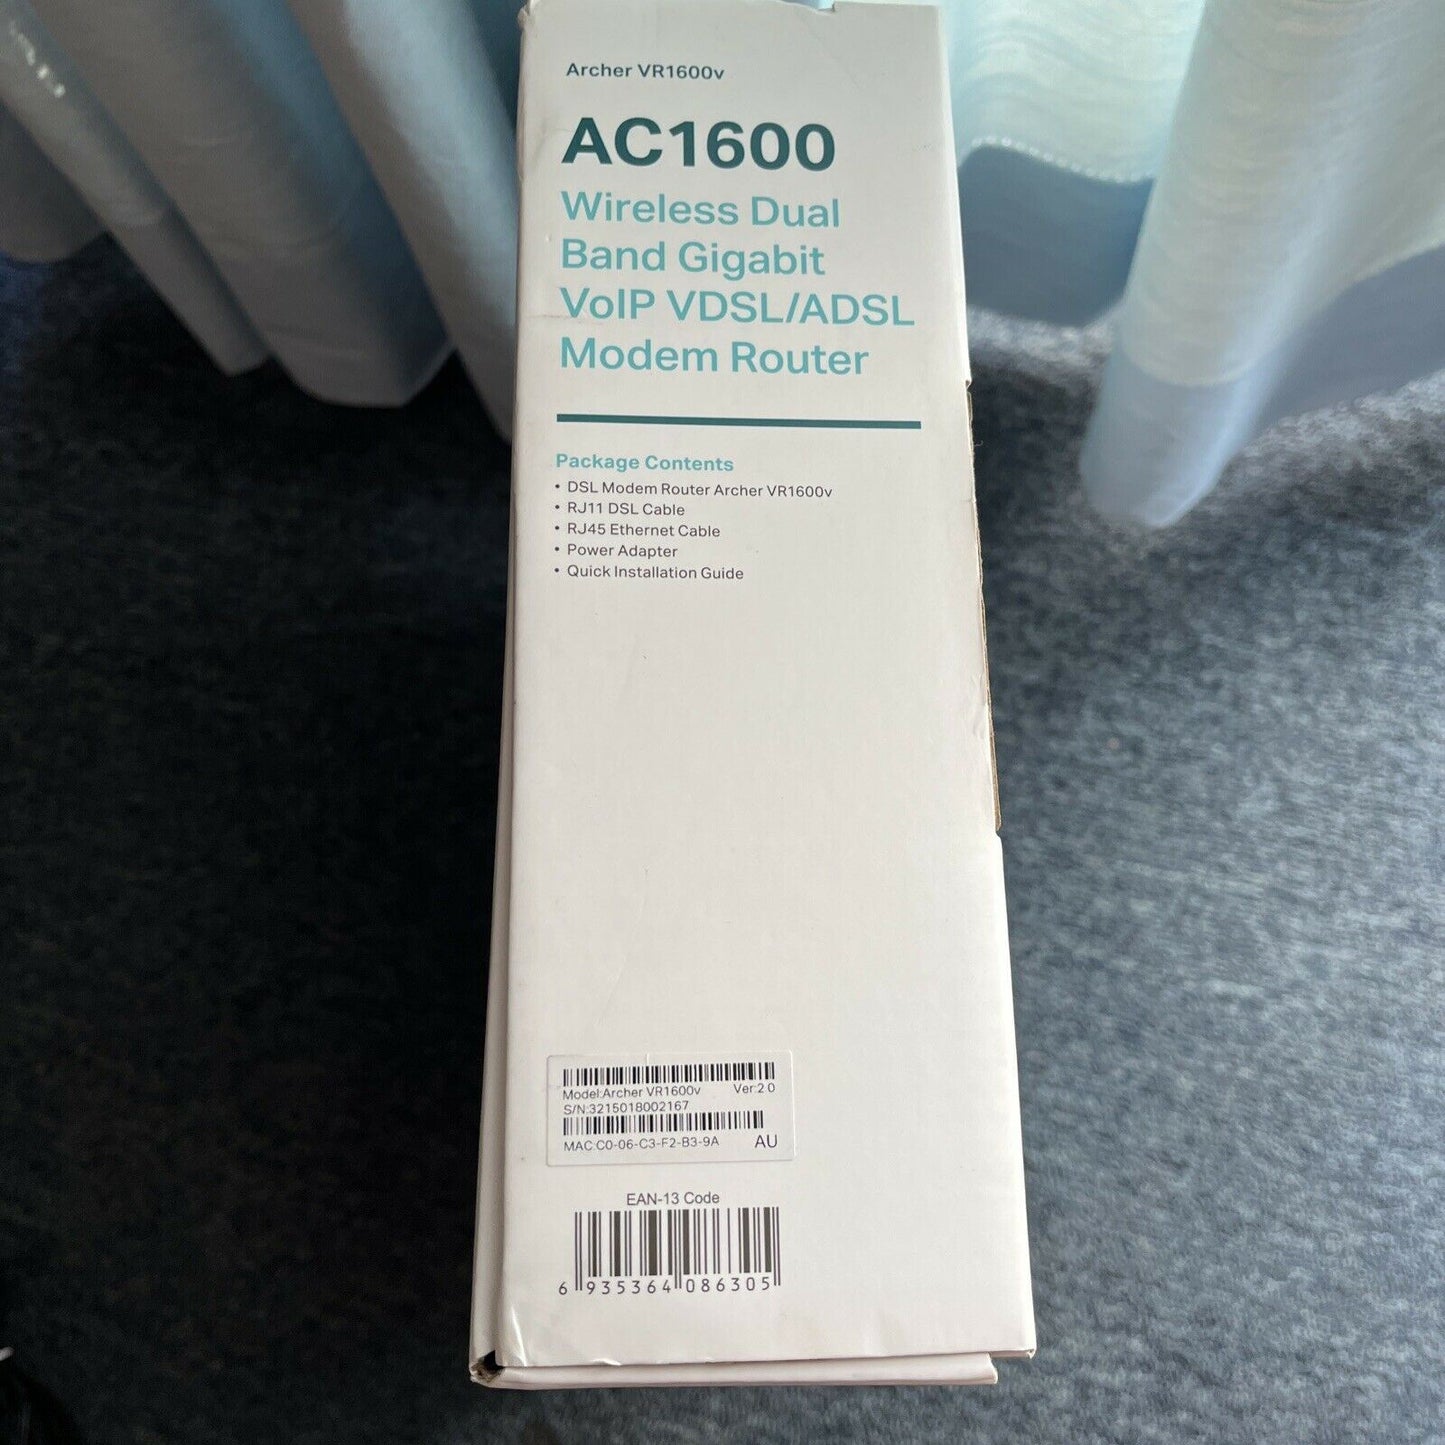 Archer VR1600v
AC1600
Wireless Dual
Band Gigabit
VoIP VDSL/ADSL
Modem Router
Package Contents
• DSL Modem Router Archer VR1600v
• RJ11 DSL Cable
• RJ45 Ethernet Cable
• Power Adapter
• Quick Installation Guide
Model:Archer VR1600v Ver:2.0
S/N:3215018002167
MAC:C0-06-C3-F2-B3-9A AU
EAN-13 Code
6 935364 086305